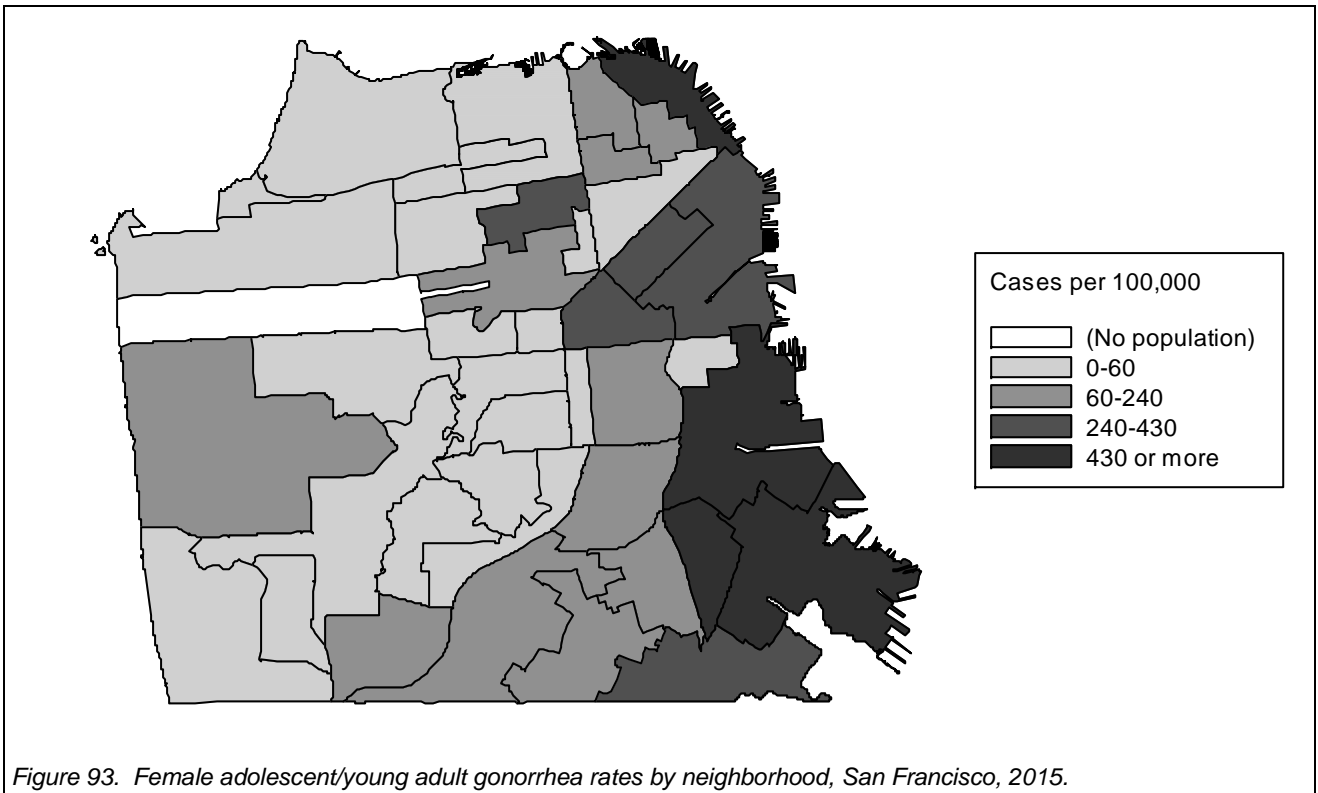 Cases per 100,000
(No population)
0-60
60-240
240-430
430 or more
Figure 93. Female adolescent/young adult gonorrhea rates by neighborhood, San Francisco, 2015.